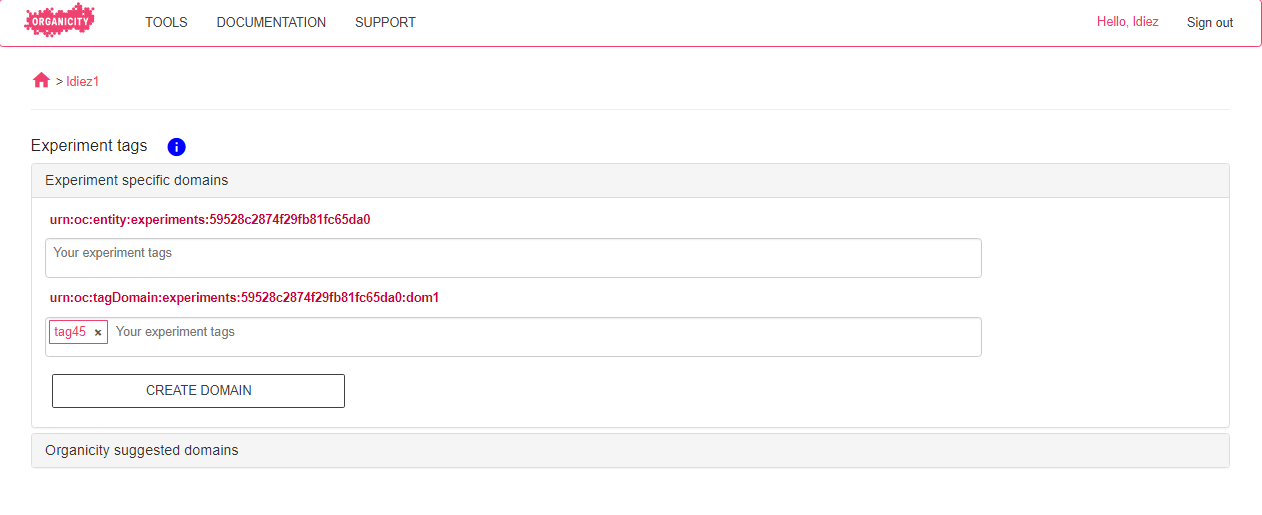 ORGANICITY TOOLS DOCUMENTATION SUPPORT Hello, ldiez Sign out
> ldiez1
Experiment tags i
Experiment specific domains
urn:oc:entity:experiments:59528c2874f29fb81fc65da0
Your experiment tags
urn:oc:tagDomain:experiments:59528c2874f29fb81fc65da0:dom1
tag45 × Your experiment tags
CREATE DOMAIN
Organicity suggested domains